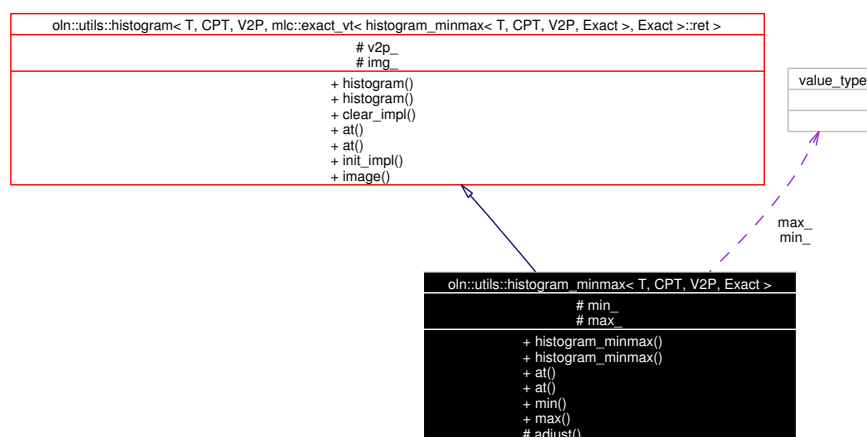 oln::utils::histogram< T, CPT, V2P, mlc::exact_vt< histogram_minmax< T, CPT, V2P, Exact >, Exact >::ret >
# v2p_
# img_
+ histogram()
+ histogram()
+ clear_impl()
+ at()
+ at()
+ init_impl()
+ image()
value_type
max_
min_
oln::utils::histogram_minmax< T, CPT, V2P, Exact >
# min_
# max_
+ histogram_minmax()
+ histogram_minmax()
+ at()
+ at()
+ min()
+ max()
# adjust()